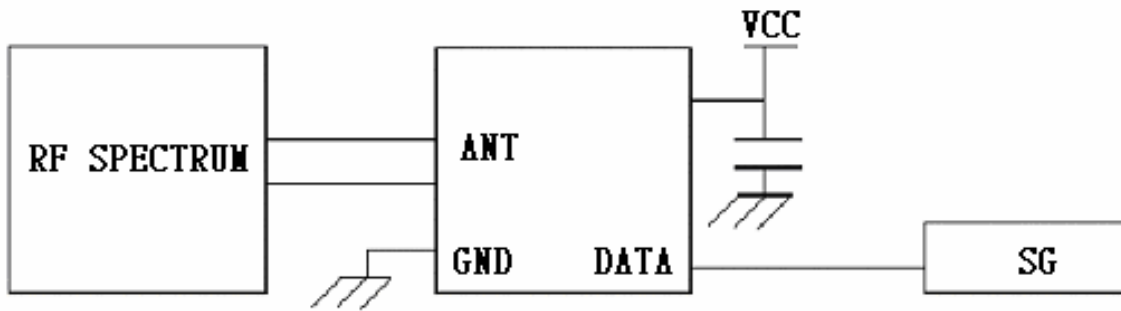 VCC
RF SPECTRUM
ANT
GND
DATA
SG